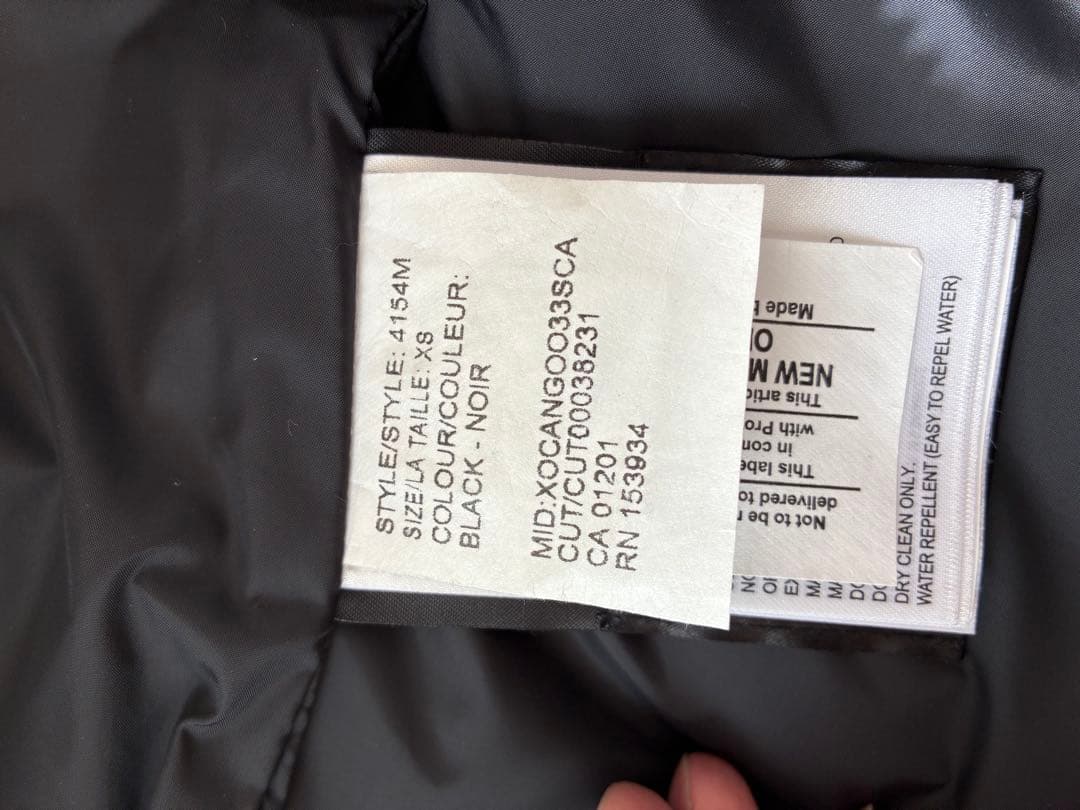 STYLE/STYLE: 4154M
SIZE/LA TAILLE: XS
COLOUR/COULEUR:
BLACK - NOIR
MID:XOCANGOO33SCA
CUT/CUT00038231
CA 01201
RN 153934
Not to be
delivered to
This labe
in con
with Pro
This artic
NEW M
Made
DRY CLEAN ONLY.
WATER REPELLENT (EASY TO REPEL WATER)